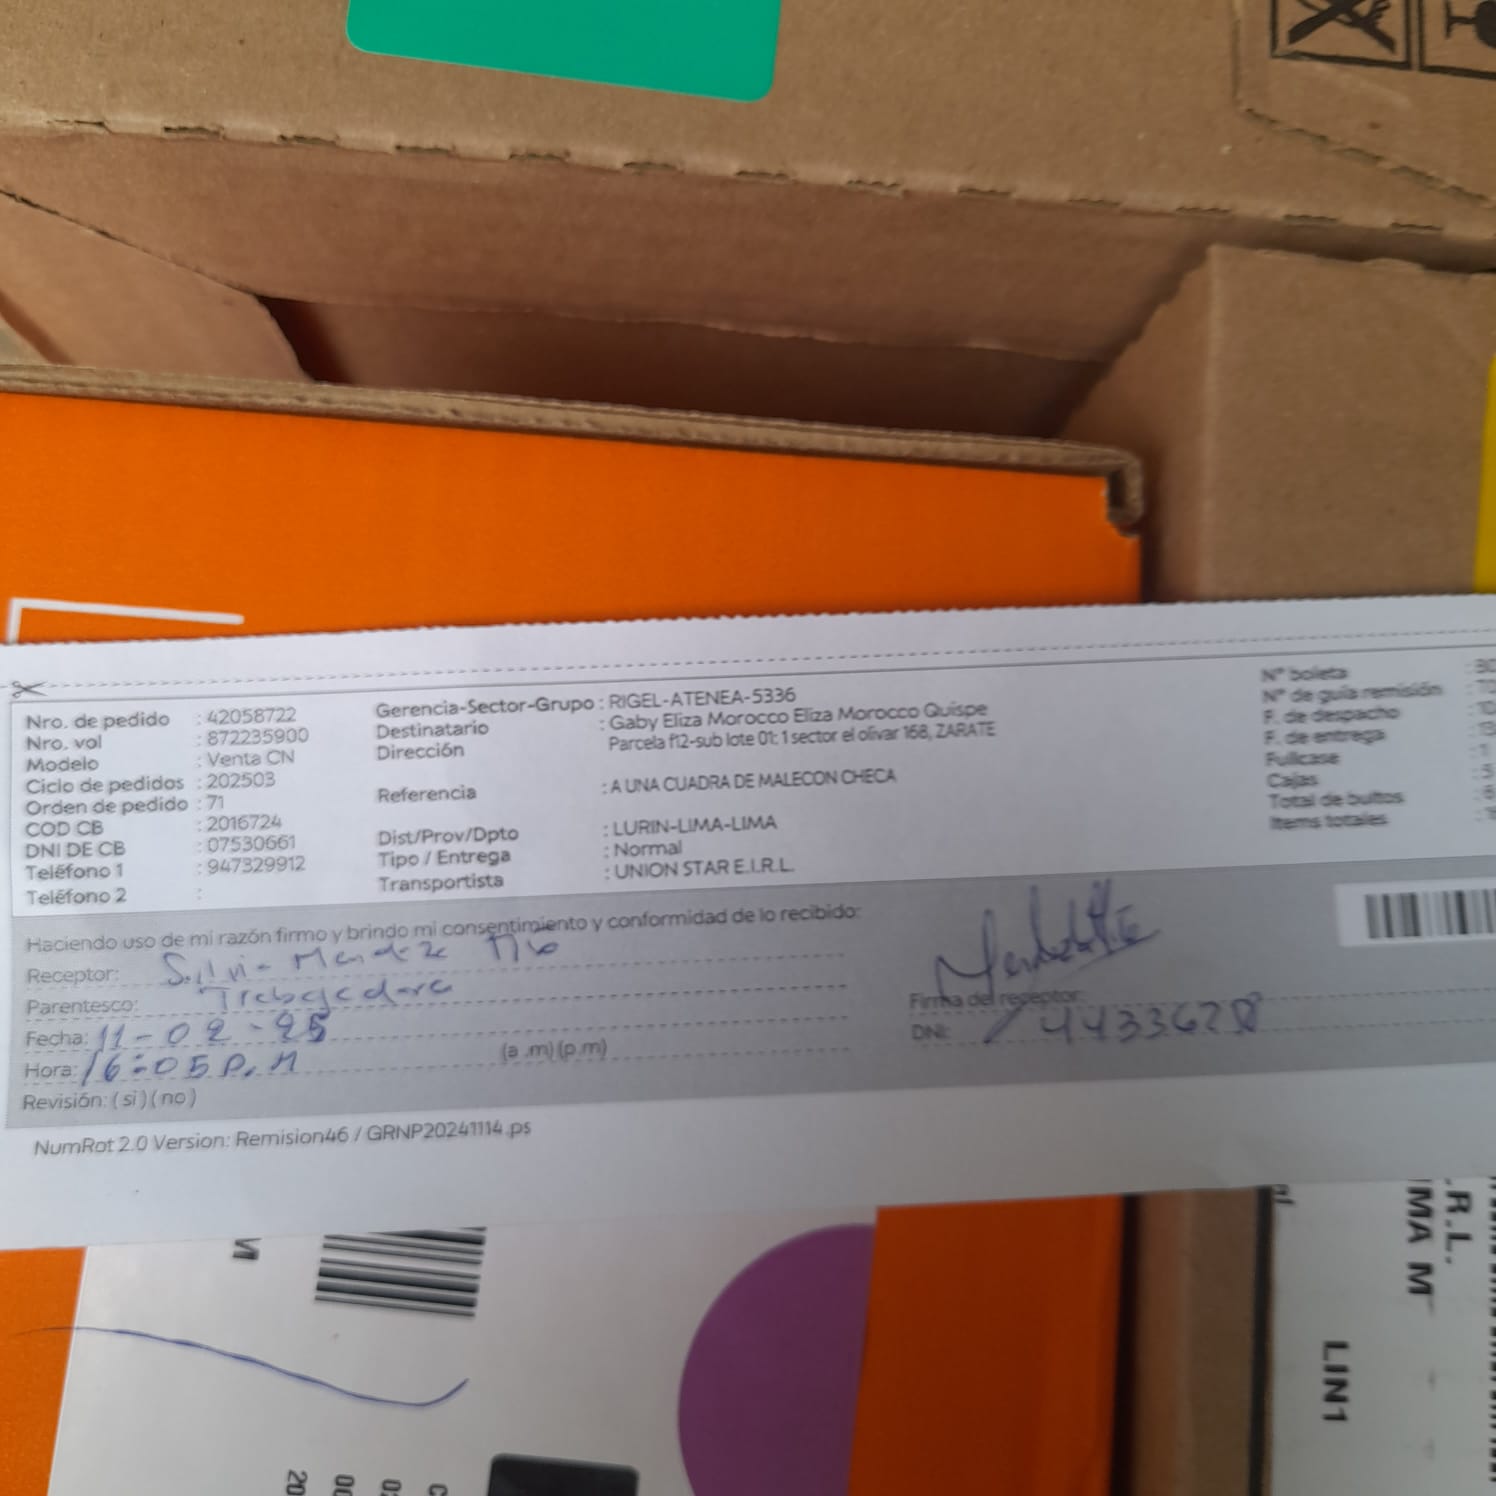 Nro. de pedido : 42058722
Nro. vol : 872235900
Modelo : Venta CN
Ciclo de pedidos : 202503
Orden de pedido : 71
COD CB : 2016724
DNI DE CB : 07530661
Teléfono 1 : 947329912
Teléfono 2 :
Gerencia-Sector-Grupo : RIGEL-ATENEA-5336
Destinatario : Gaby Eliza Morocco Eliza Morocco Quispe
Dirección Parcela f12-sub lote 01: 1 sector el olivar 168, ZARATE
Referencia : A UNA CUADRA DE MALECON CHECA
Dist/Prov/Dpto : LURIN-LIMA-LIMA
Tipo / Entrega : Normal
Transportista : UNION STAR E.I.R.L.
N° boleta
N° de guía remisión
F. de despacho
F. de entrega
Fullcase : 1
Cajas : 5
Total de bultos : 6
Items totales
Haciendo uso de mi razón firmo y brindo mi consentimiento y conformidad de lo recibido:
Receptor: Silvia
Parentesco: Trabajadora
Fecha: 11-02-25
Hora: 16:05 P.M (a .m) (p.m)
Revisión: ( si ) ( no )
Firma del receptor:
DNI: 44336278
NumRot 2.0 Version: Remision46 / GRNP20241114.ps
.R.L.
IMA M
LIN1